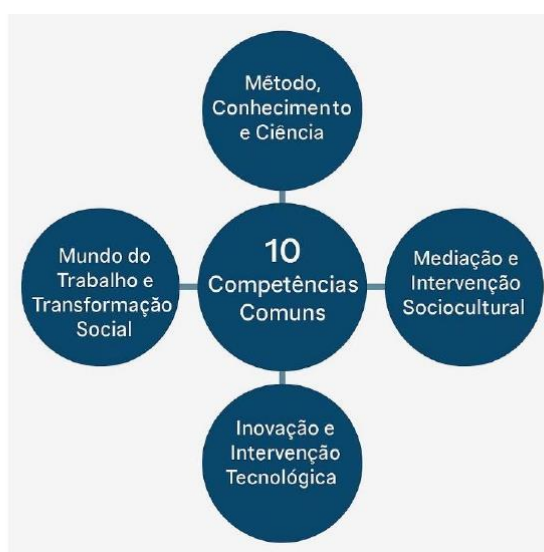 Método,
Conhecimento
e Ciência
Mundo do
Trabalho e
Transformação
Social
10
Competências
Comuns
Mediação e
Intervenção
Sociocultural
Inovação e
Intervenção
Tecnológica